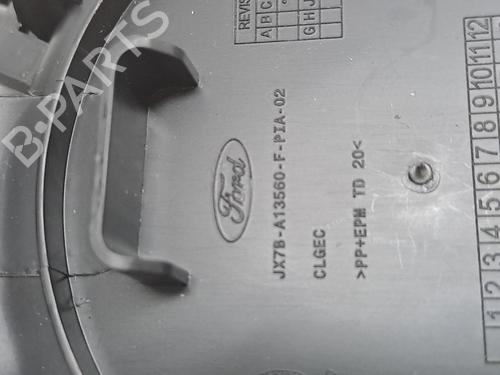 REVIS
A B C
G H J
Ford
JX7B-A13560-F-PIA-02
CLGEC
>PP+EPM TD 20<
1 2 3 4 5 6 7 8 9 10 11 12
B-PARTS